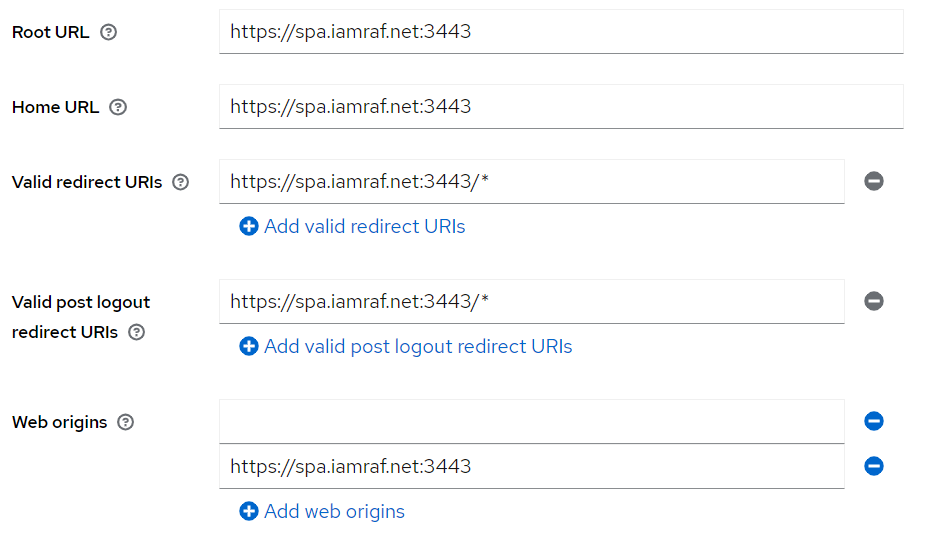 Root URL
https://spa.iamraf.net:3443
Home URL
https://spa.iamraf.net:3443
Valid redirect URIs
https://spa.iamraf.net:3443/*
Add valid redirect URIs
Valid post logout
redirect URIs
https://spa.iamraf.net:3443/*
Add valid post logout redirect URIs
Web origins
https://spa.iamraf.net:3443
Add web origins